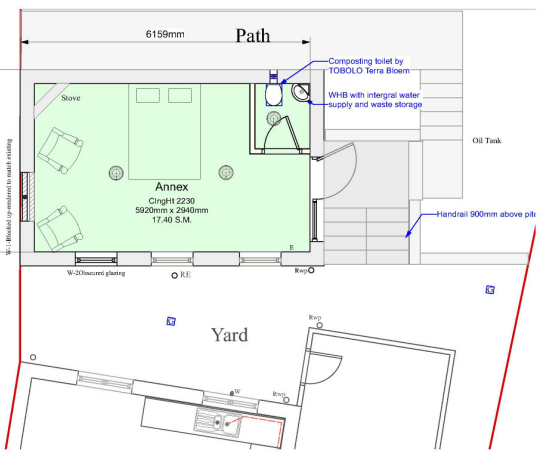 6159mm
Path
Composting toilet by
TOBOLO Terra Bloem
WHB with intergral water
supply and waste storage
Stove
Oil Tank
W-1-Blocked up-rendered to match existing
Annex
ClngHt 2230
5920mm x 2940mm
17.40 S.M.
Handrail 900mm above pitc
E
W-2Obscured glazing
RE
Rwp
G
G
Rwp
Yard
W
Rwp